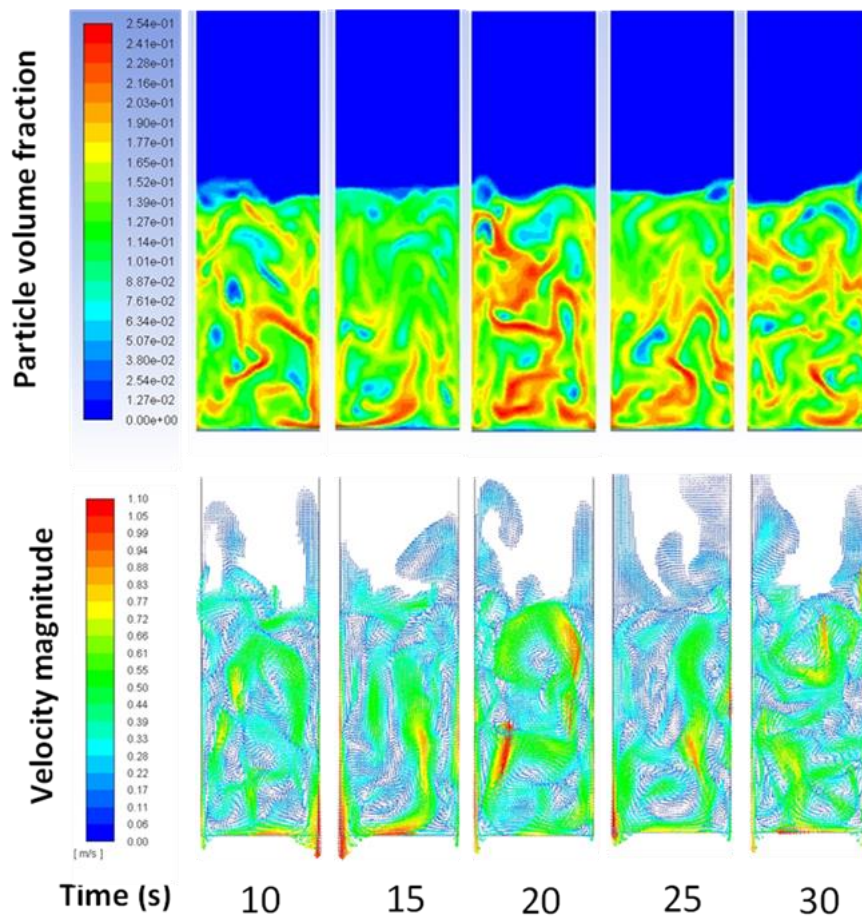 Particle volume fraction
2.54e-01
2.41e-01
2.28e-01
2.16e-01
2.03e-01
1.90e-01
1.77e-01
1.65e-01
1.52e-01
1.39e-01
1.27e-01
1.14e-01
1.01e-01
8.87e-02
7.61e-02
6.34e-02
5.07e-02
3.80e-02
2.54e-02
1.27e-02
0.00e+00
Velocity magnitude
1.10
1.05
0.99
0.94
0.88
0.83
0.77
0.72
0.66
0.61
0.55
0.50
0.44
0.39
0.33
0.28
0.22
0.17
0.11
0.06
0.00
[ m/s ]
Time (s) 10 15 20 25 30